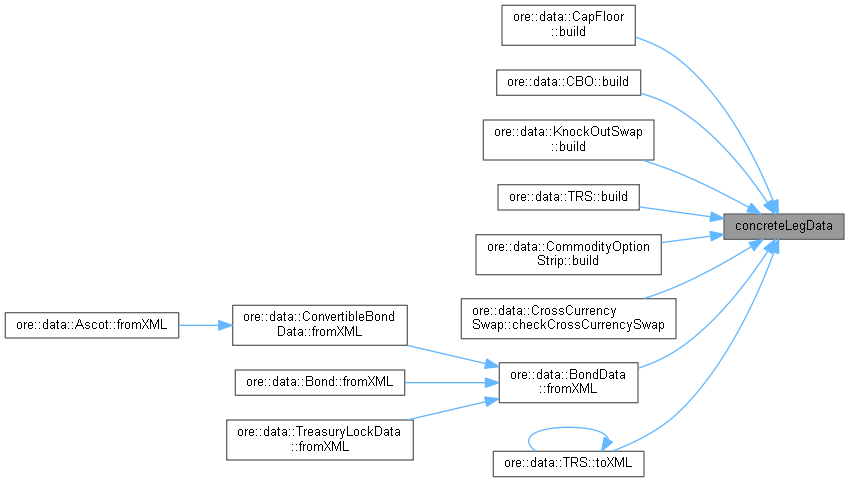 ore::data::CapFloor
::build
ore::data::CBO::build
ore::data::KnockOutSwap
::build
ore::data::TRS::build
concreteLegData
ore::data::CommodityOption
Strip::build
ore::data::CrossCurrency
Swap::checkCrossCurrencySwap
ore::data::Ascot::fromXML
ore::data::ConvertibleBond
Data::fromXML
ore::data::Bond::fromXML
ore::data::BondData
::fromXML
ore::data::TreasuryLockData
::fromXML
ore::data::TRS::toXML